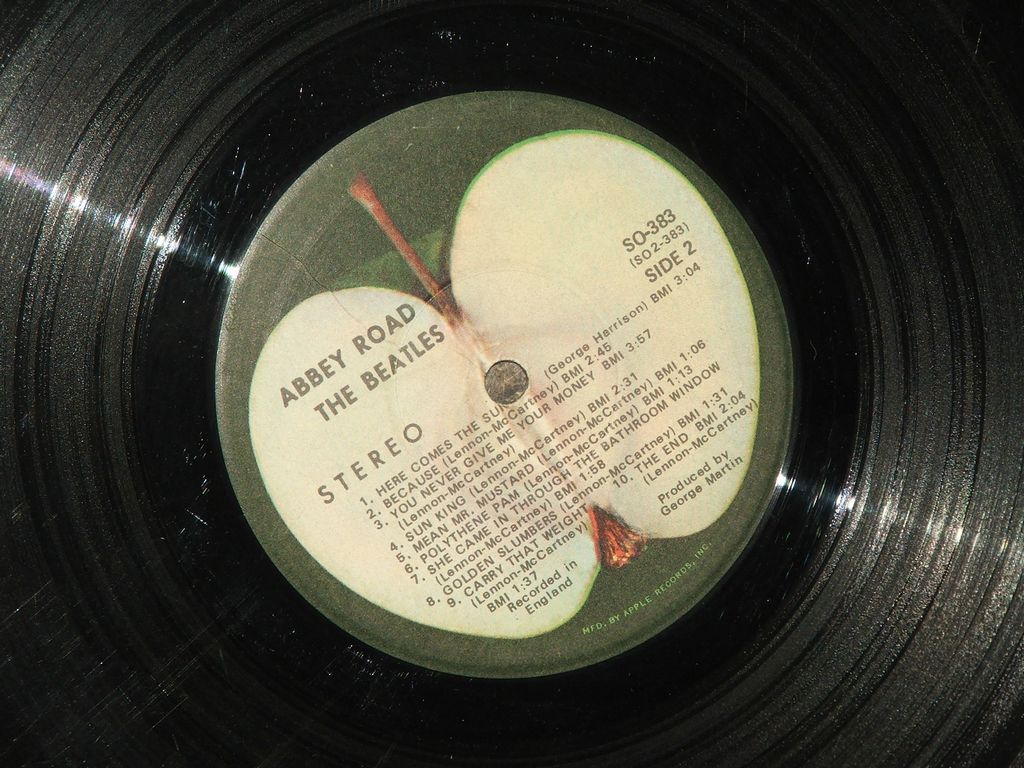 ABBEY ROAD
THE BEATLES
STEREO
SO-383
(SO2-383)
SIDE 2
1. HERE COMES THE SU (George Harrison) BMI 3:04
2. BECAUSE (Lennon-McCartney) BMI 2:45
3. YOU NEVER GIVE ME YOUR MONEY BMI 3:57
(Lennon-McCartney)
4. SUN KING (Lennon-McCartney) BMI 2:31
5. MEAN MR. MUSTARD (Lennon-McCartney) BMI 1:06
6. POLYTHENE PAM (Lennon-McCartney) BMI 1:13
7. SHE CAME IN THROUGH THE BATHROOM WINDOW
(Lennon-McCartney) BMI 1:58
8. GOLDEN SLUMBERS (Lennon-McCartney) BMI 1:31
9. CARRY THAT WEIGHT 10. THE END BMI 2:04
(Lennon-McCartney) (Lennon-McCartney)
BMI 1:37
Recorded in
England
Produced by
George Martin
MFD. BY APPLE RECORDS, INC.